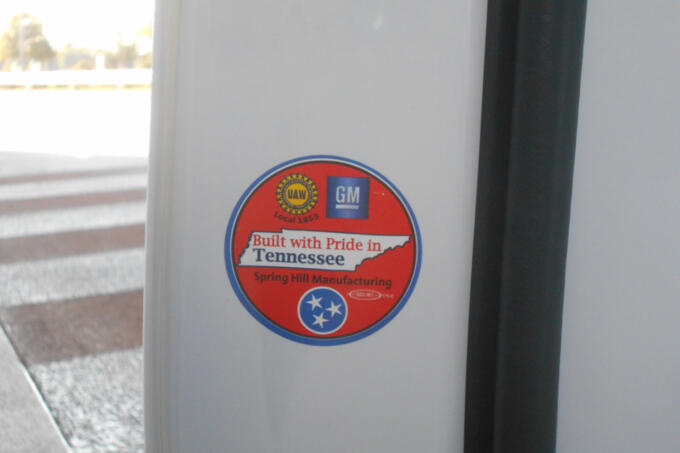 UAW
GM
Local 1853
Built with Pride in
Tennessee
Spring Hill Manufacturing